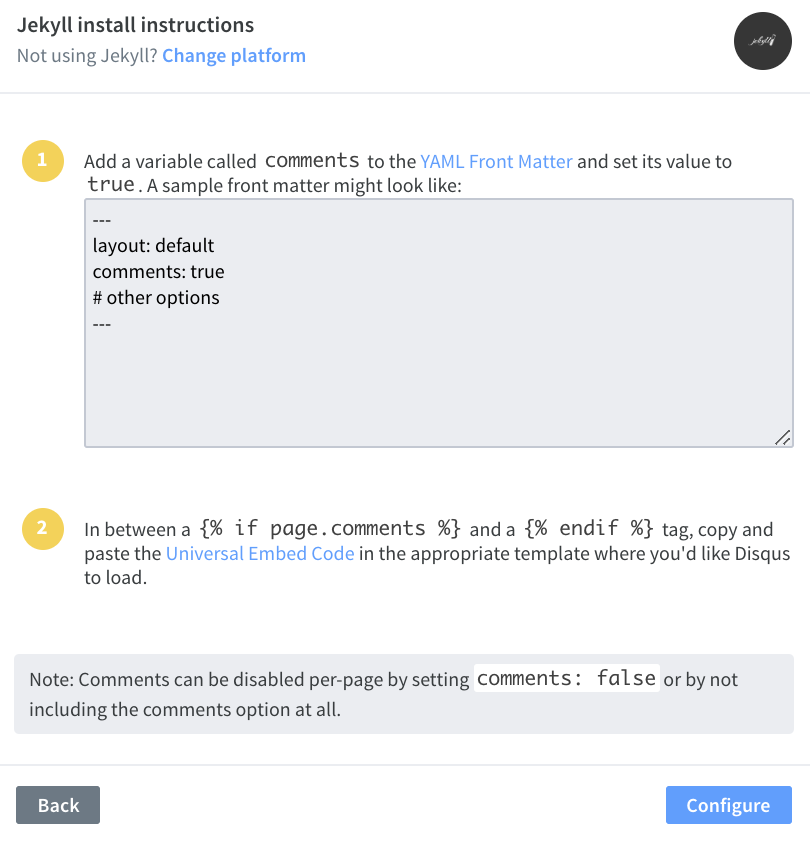 Jekyll install instructions
Not using Jekyll? Change platform
jekyll
1
Add a variable called comments to the YAML Front Matter and set its value to
true. A sample front matter might look like:
---
layout: default
comments: true
# other options
---
2
In between a {% if page.comments %} and a {% endif %} tag, copy and
paste the Universal Embed Code in the appropriate template where you'd like Disqus
to load.
Note: Comments can be disabled per-page by setting comments: false or by not
including the comments option at all.
Back
Configure